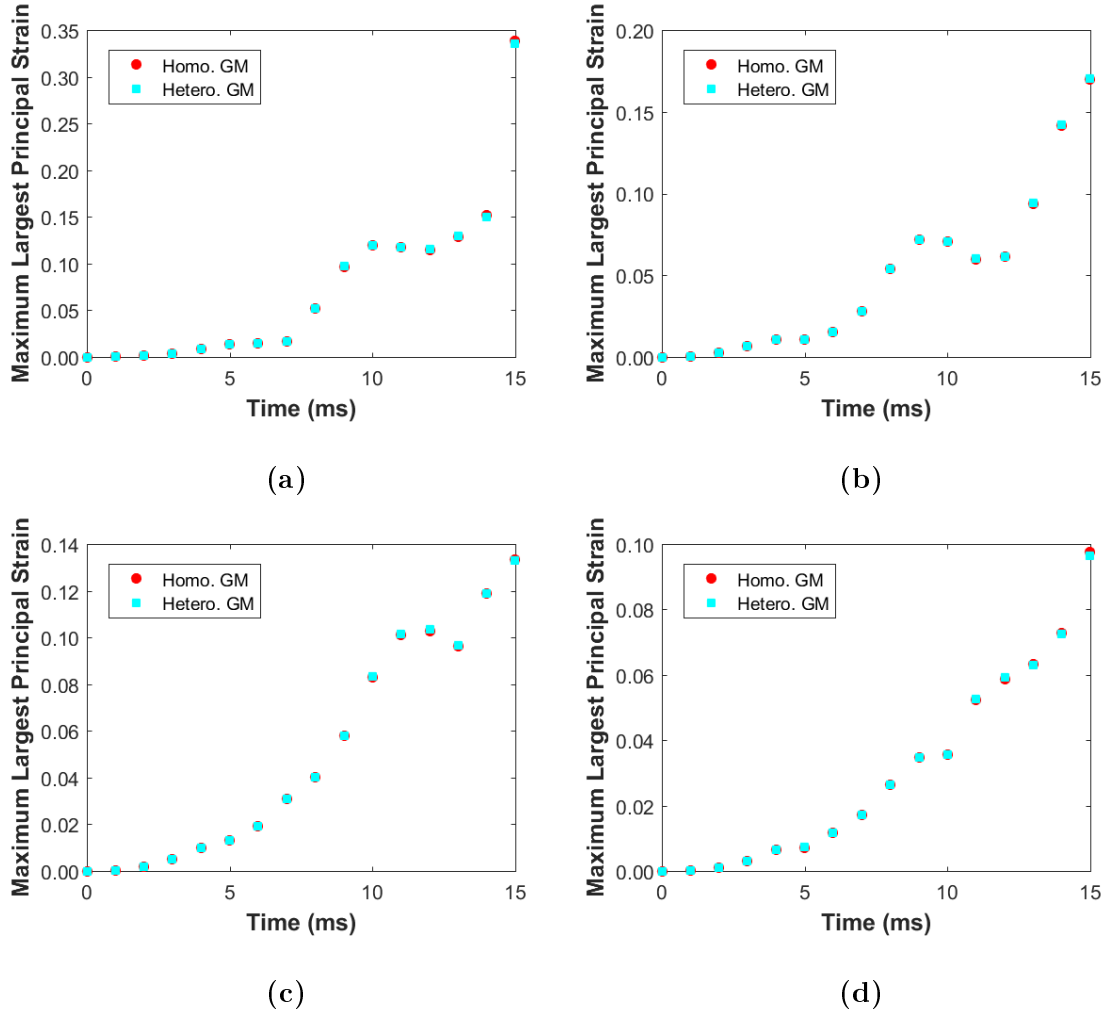 Maximum Largest Principal Strain
0.35
0.30
0.25
0.20
0.15
0.10
0.05
0.00
Homo. GM
Hetero. GM
0 5 10 15
Time (ms)
(a)
Maximum Largest Principal Strain
0.20
0.15
0.10
0.05
0.00
Homo. GM
Hetero. GM
0 5 10 15
Time (ms)
(b)
Maximum Largest Principal Strain
0.14
0.12
0.10
0.08
0.06
0.04
0.02
0.00
Homo. GM
Hetero. GM
0 5 10 15
Time (ms)
(c)
Maximum Largest Principal Strain
0.10
0.08
0.06
0.04
0.02
0.00
Homo. GM
Hetero. GM
0 5 10 15
Time (ms)
(d)